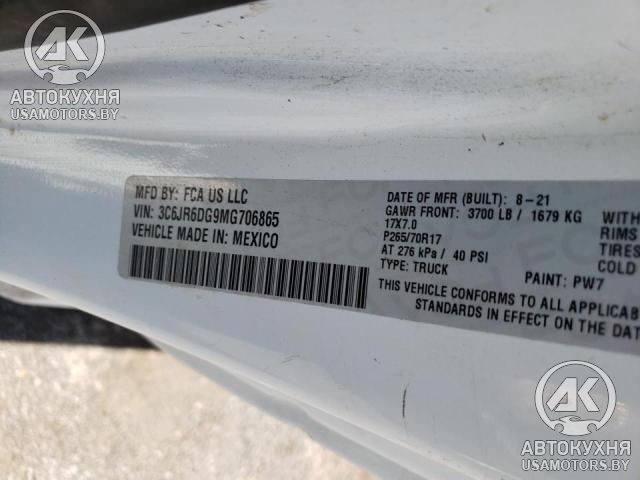 AK
АВТОКУХНЯ
USAMOTORS.BY
MFD BY: FCA US LLC
VIN: 3C6JR6DG9MG706865
VEHICLE MADE IN: MEXICO
DATE OF MFR (BUILT): 8-21
GAWR FRONT: 3700 LB / 1679 KG
17X7.0
P265/70R17
AT 276 kPa / 40 PSI
TYPE: TRUCK
PAINT: PW7
THIS VEHICLE CONFORMS TO ALL APPLICAB
STANDARDS IN EFFECT ON THE DAT
WITH
RIMS
TIRES
COLD
AK
АВТОКУХНЯ
USAMOTORS.BY